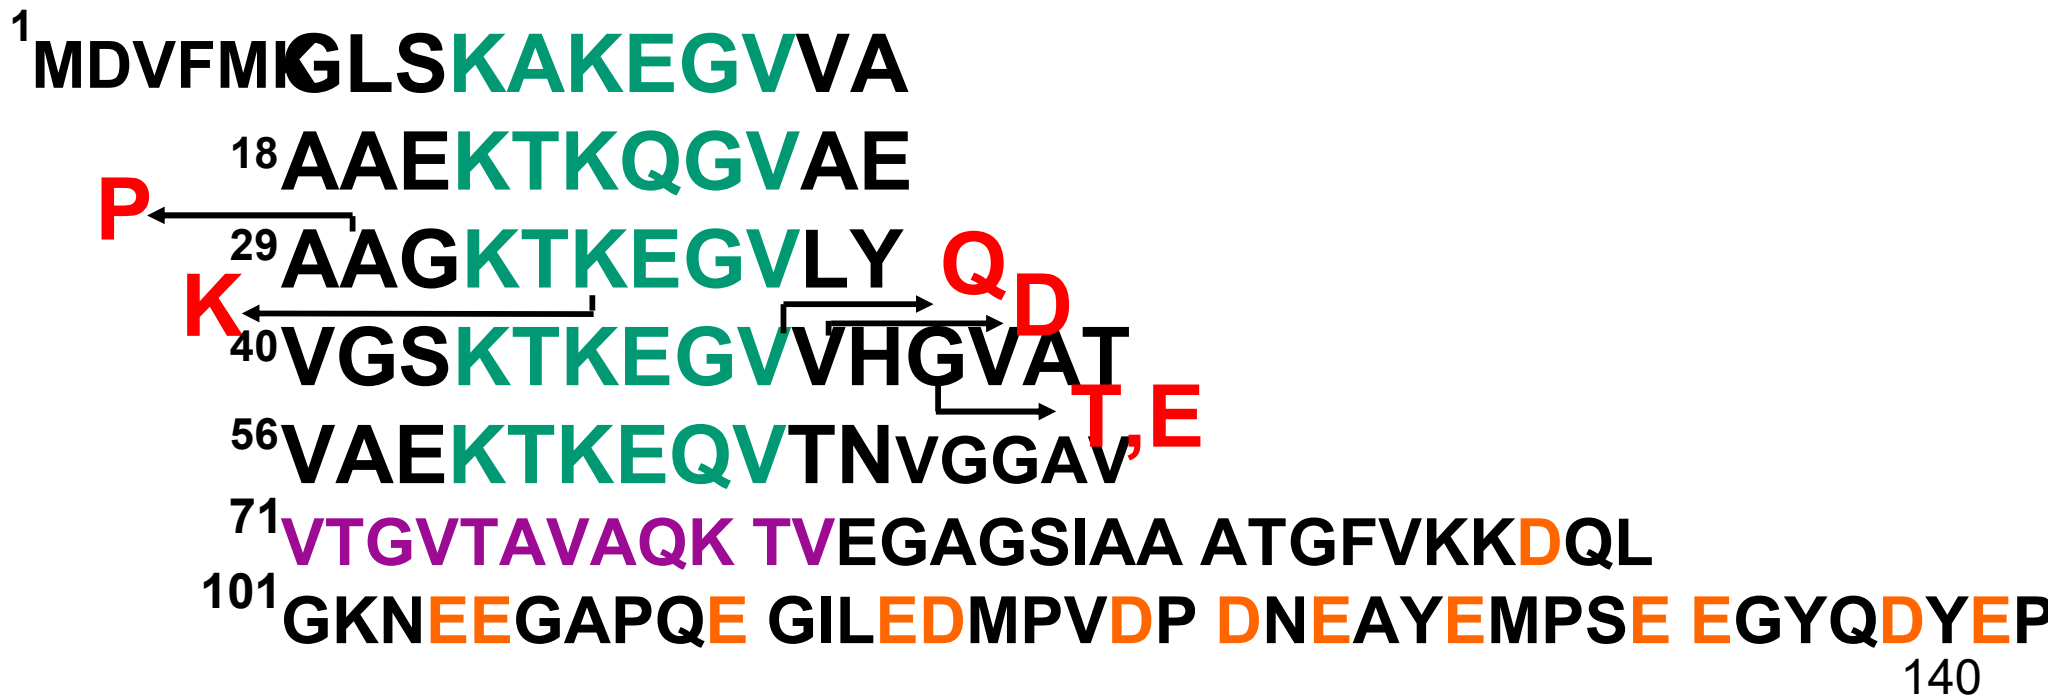 1MDVFMKGLSKAKEGVVA
18AAEKTKQGVAE
P
29AAGKTKEGVLY Q
K D
40VGSKTKEGVVHGVAT
T,E
56VAEKTKEQVTNVGGAV
71VTGVTAVAQK TVEGAGSIAA ATGFVKKDQL
101GKNEEGAPQE GILEDMPVDP DNEAYEMPSE EGYQDYEP
140